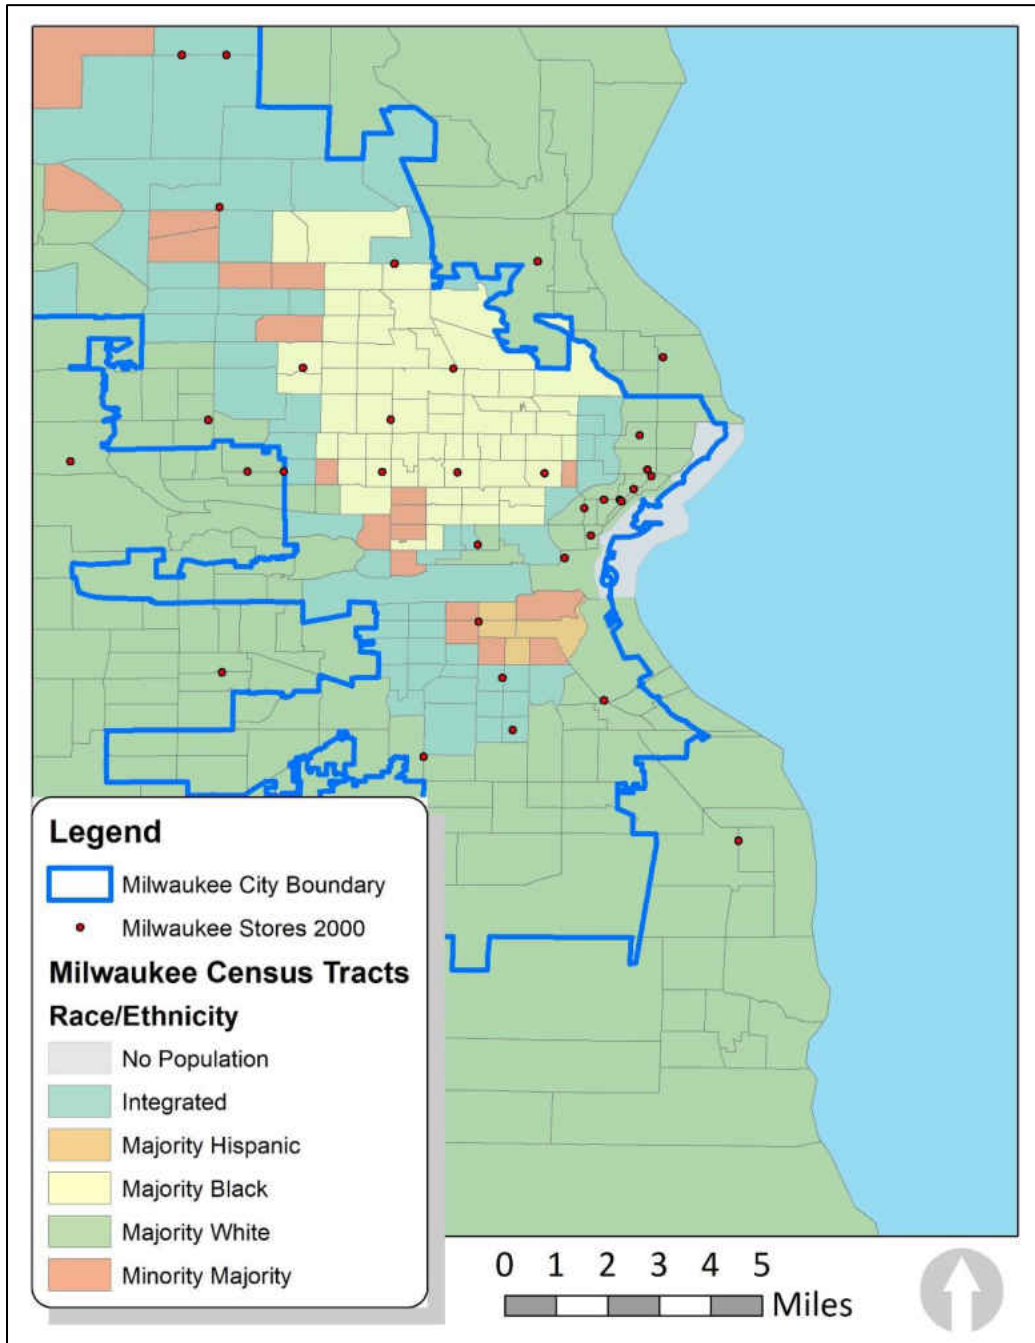 Legend
Milwaukee City Boundary
Milwaukee Stores 2000
Milwaukee Census Tracts
Race/Ethnicity
No Population
Integrated
Majority Hispanic
Majority Black
Majority White
Minority Majority
0 1 2 3 4 5
Miles